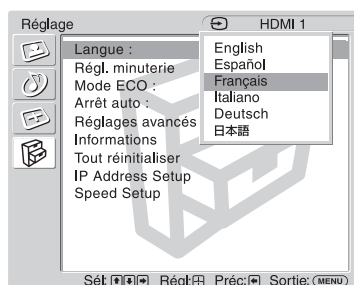 Réglage HDMI 1
Langue :
Régl. minuterie
Mode ECO :
Arrêt auto :
Réglages avancés
Informations
Tout réinitialiser
IP Address Setup
Speed Setup
English
Español
Français
Italiano
Deutsch
日本語
Sél: Régl: Préc: Sortie: MENU